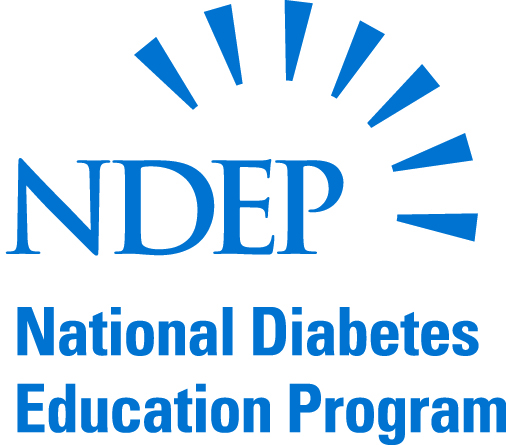 NDEP
National Diabetes
Education Program